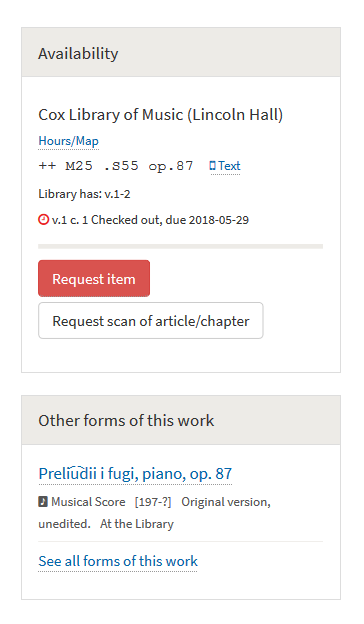 Availability
Cox Library of Music (Lincoln Hall)
Hours/Map
++ M25 .S55 op.87 Text
Library has: v.1-2
v.1 c. 1 Checked out, due 2018-05-29
Request item
Request scan of article/chapter
Other forms of this work
Preli͡udii i fugi, piano, op. 87
Musical Score [197-?] Original version,
unedited. At the Library
See all forms of this work